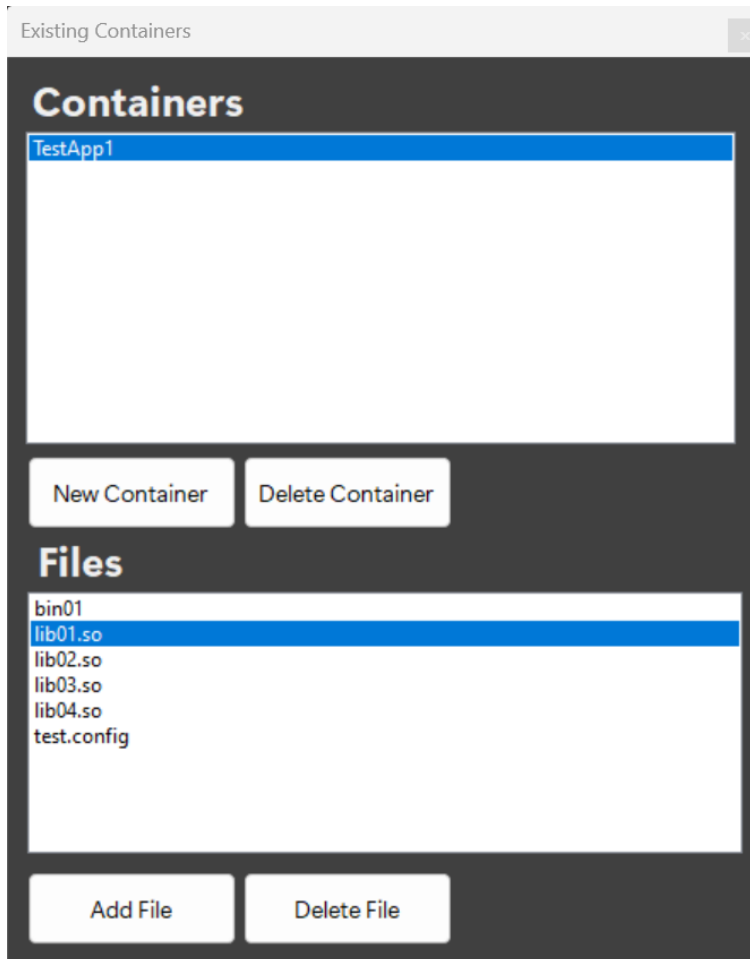 Existing Containers
Containers
TestApp1
New Container
Delete Container
Files
bin01
lib01.so
lib02.so
lib03.so
lib04.so
test.config
Add File
Delete File